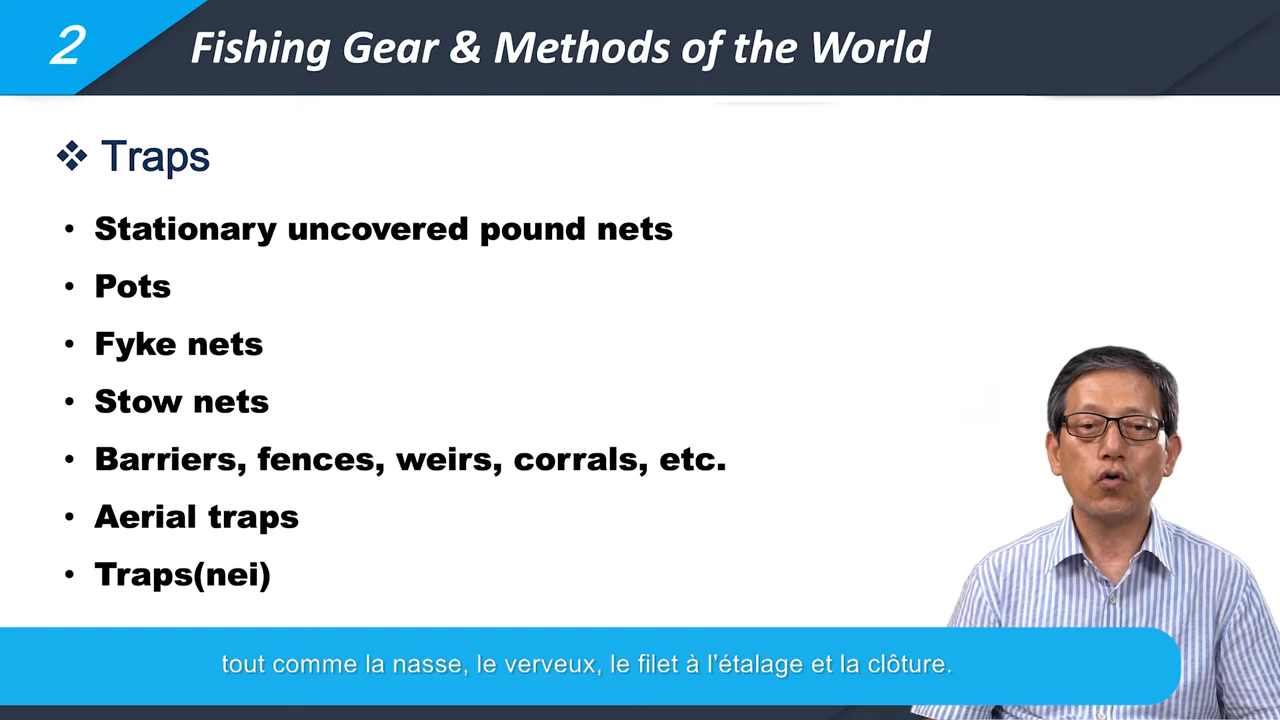 2
Fishing Gear & Methods of the World
❖ Traps
• Stationary uncovered pound nets
• Pots
• Fyke nets
• Stow nets
• Barriers, fences, weirs, corrals, etc.
• Aerial traps
• Traps(nei)
tout comme la nasse, le verveux, le filet à l'étalage et la clôture.